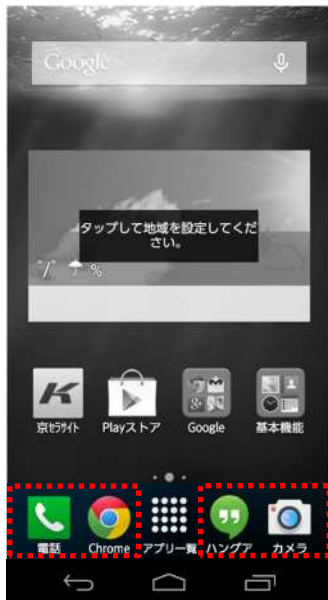 Google
タップして地域を設定してくだ
さい。
°/° %
K
京セラサイト Playストア Google 基本機能
電話 Chrome アプリ一覧 ハングア カメラ